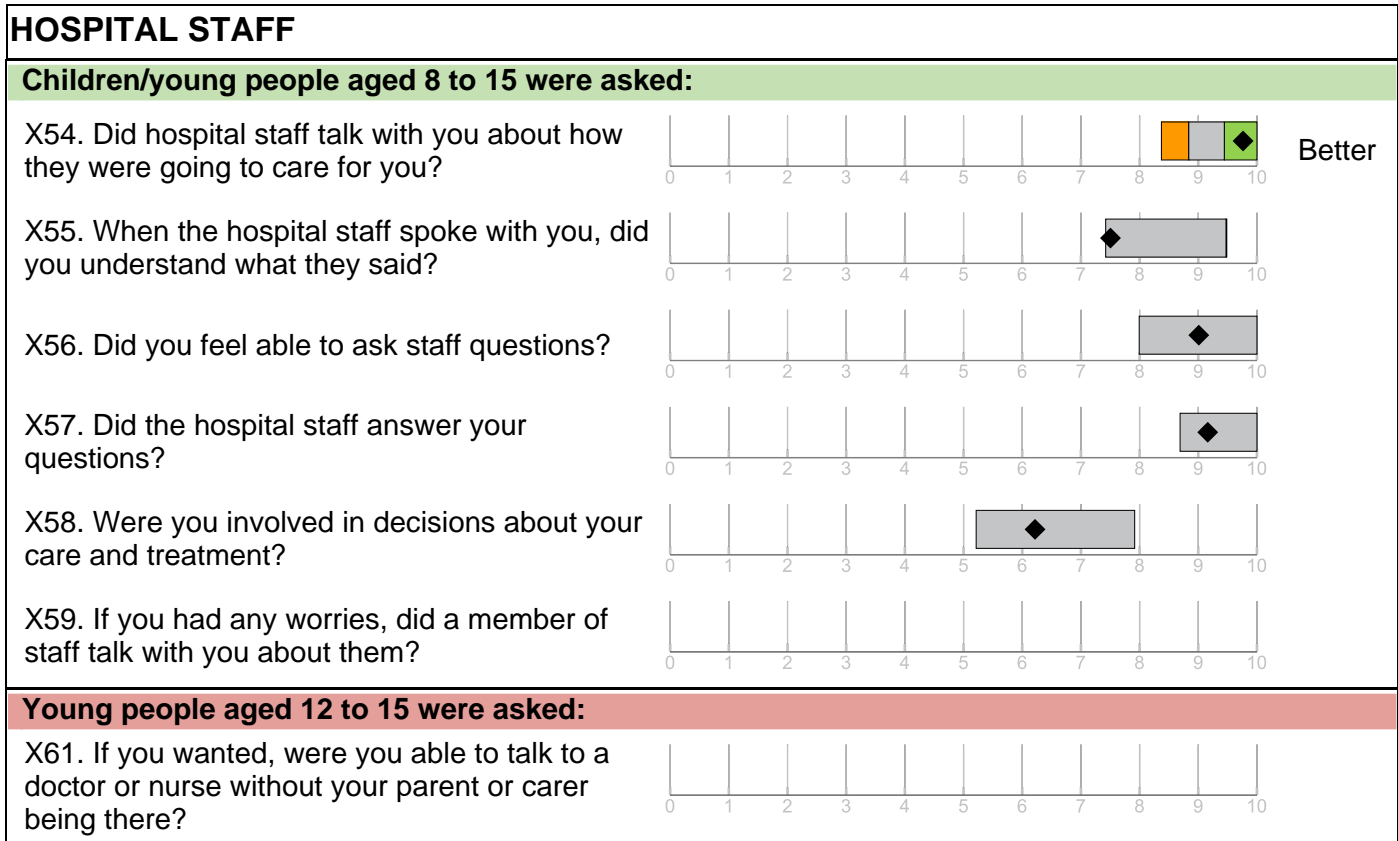 HOSPITAL STAFF
Children/young people aged 8 to 15 were asked:
X54. Did hospital staff talk with you about how
they were going to care for you?
0 1 2 3 4 5 6 7 8 9 10
Better
X55. When the hospital staff spoke with you, did
you understand what they said?
0 1 2 3 4 5 6 7 8 9 10
X56. Did you feel able to ask staff questions?
0 1 2 3 4 5 6 7 8 9 10
X57. Did the hospital staff answer your
questions?
0 1 2 3 4 5 6 7 8 9 10
X58. Were you involved in decisions about your
care and treatment?
0 1 2 3 4 5 6 7 8 9 10
X59. If you had any worries, did a member of
staff talk with you about them?
0 1 2 3 4 5 6 7 8 9 10
Young people aged 12 to 15 were asked:
X61. If you wanted, were you able to talk to a
doctor or nurse without your parent or carer
being there?
0 1 2 3 4 5 6 7 8 9 10